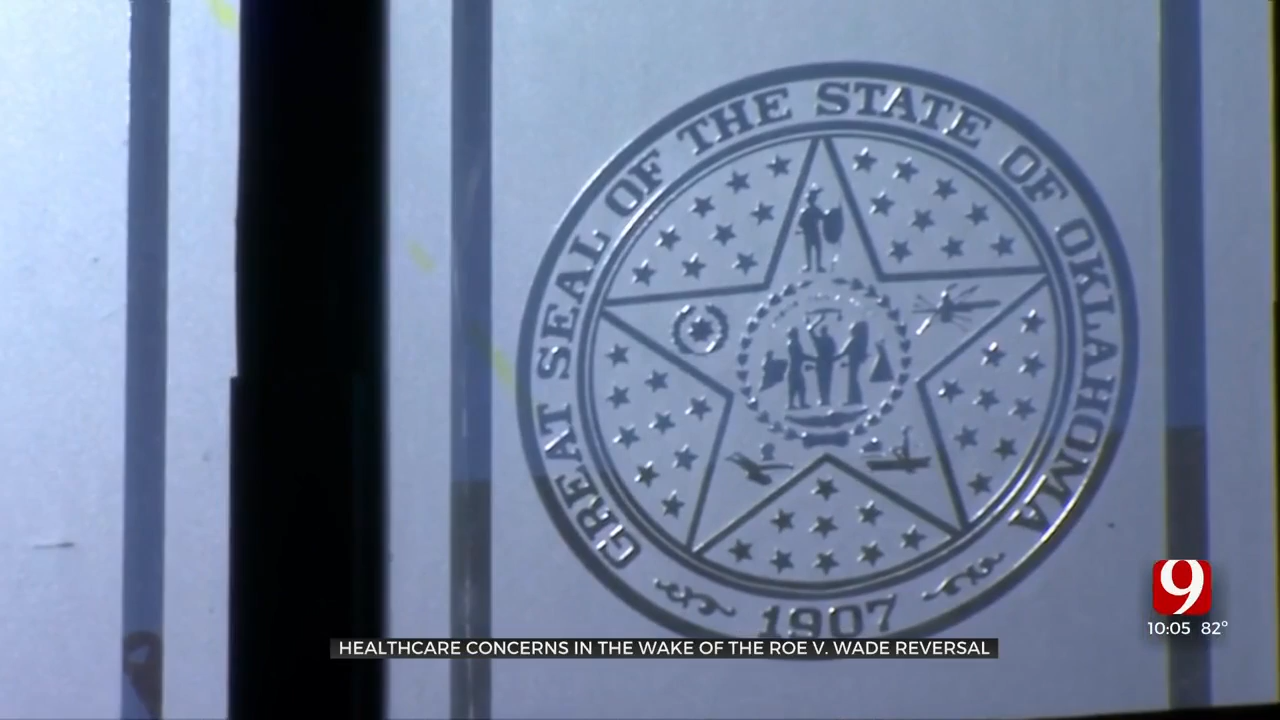 GREAT SEAL OF THE STATE OF OKLAHOMA
1907
HEALTHCARE CONCERNS IN THE WAKE OF THE ROE V. WADE REVERSAL
9
10:05 82°